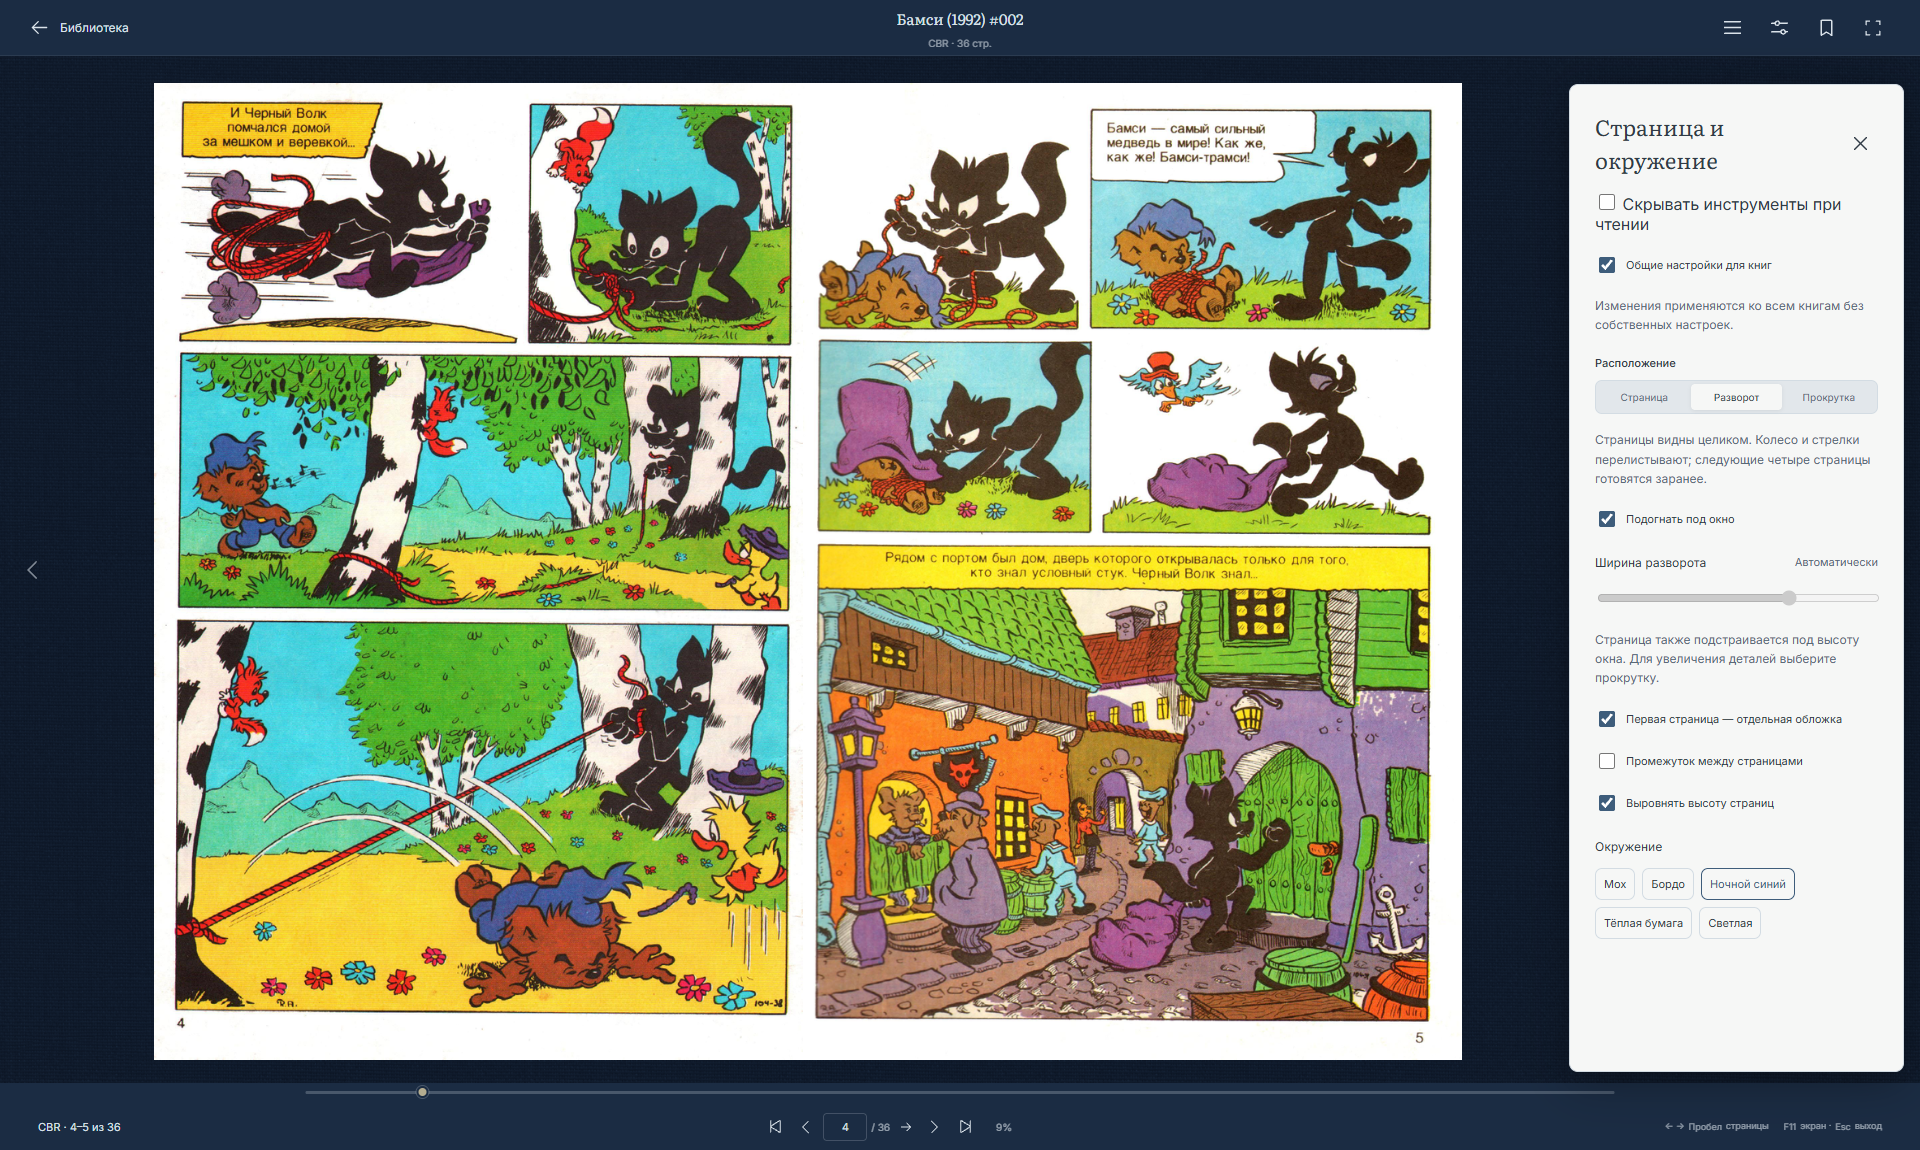 Библиотека
Бамси (1992) #002
CBR · 36 стр.
И Черный Волк
помчался домой
за мешком и веревкой...
104-38
4
Бамси — самый сильный
медведь в мире! Как же,
как же! Бамси-трамси!
Рядом с портом был дом, дверь которого открывалась только для того,
кто знал условный стук. Черный Волк знал...
5
Страница и
окружение
Скрывать инструменты при
чтении
Общие настройки для книг
Изменения применяются ко всем книгам без
собственных настроек.
Расположение
Страница
Разворот
Прокрутка
Страницы видны целиком. Колесо и стрелки
перелистывают; следующие четыре страницы
готовятся заранее.
Подогнать под окно
Ширина разворота
Автоматически
Страница также подстраивается под высоту
окна. Для увеличения деталей выберите
прокрутку.
Первая страница — отдельная обложка
Промежуток между страницами
Выровнять высоту страниц
Окружение
Мох
Бордо
Ночной синий
Тёплая бумага
Светлая
CBR · 4–5 из 36
4
/ 36
9%
← → Пробел страницы
F11 экран · Esc выход